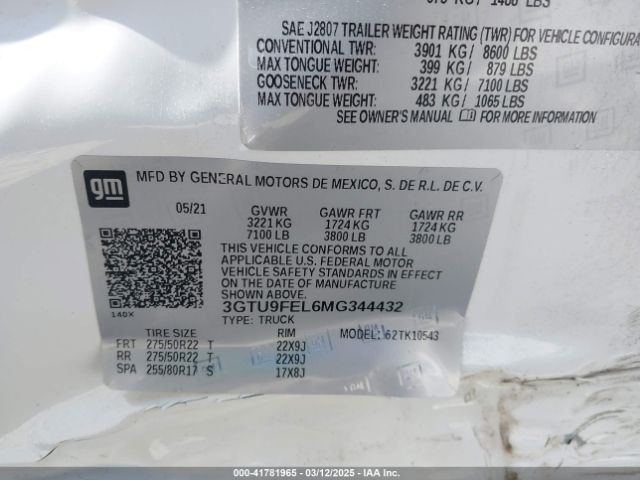 KG / 1480 LBS
SAE J2807 TRAILER WEIGHT RATING (TWR) FOR VEHICLE CONFIGURA
CONVENTIONAL TWR: 3901 KG / 8600 LBS
MAX TONGUE WEIGHT: 399 KG / 879 LBS
GOOSENECK TWR: 3221 KG / 7100 LBS
MAX TONGUE WEIGHT: 483 KG / 1065 LBS
SEE OWNER'S MANUAL FOR MORE INFORMATION
gm
MFD BY GENERAL MOTORS DE MEXICO, S. DE R.L. DE C.V.
05/21 GVWR GAWR FRT GAWR RR
3221 KG 1724 KG 1724 KG
7100 LB 3800 LB 3800 LB
THIS VEHICLE CONFORMS TO ALL
APPLICABLE U.S. FEDERAL MOTOR
VEHICLE SAFETY STANDARDS IN EFFECT
ON THE DATE OF MANUFACTURE
SHOWN ABOVE.
140X 3GTU9FEL6MG344432
TYPE: TRUCK MODEL: 62TK10543
TIRE SIZE RIM
FRT 275/50R22 T 22X9J
RR 275/50R22 T 22X9J
SPA 255/80R17 S 17X8J
000-41781965 - 03/12/2025 - IAA Inc.